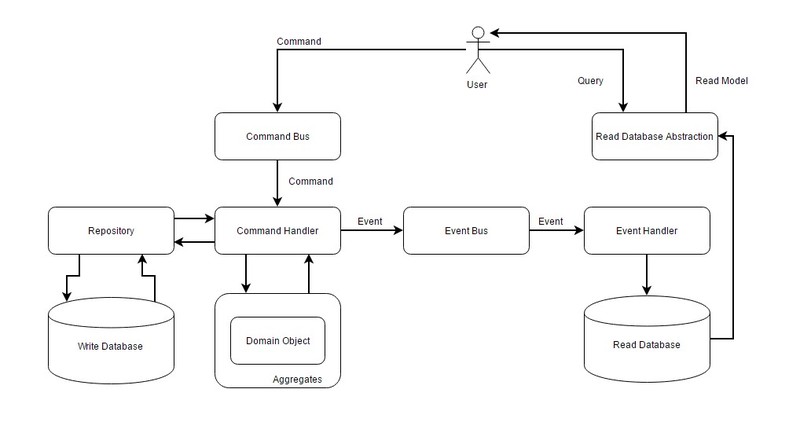 Command
User
Query
Read Model
Command Bus
Read Database Abstraction
Command
Repository
Command Handler
Event
Event Bus
Event
Event Handler
Write Database
Domain Object
Aggregates
Read Database